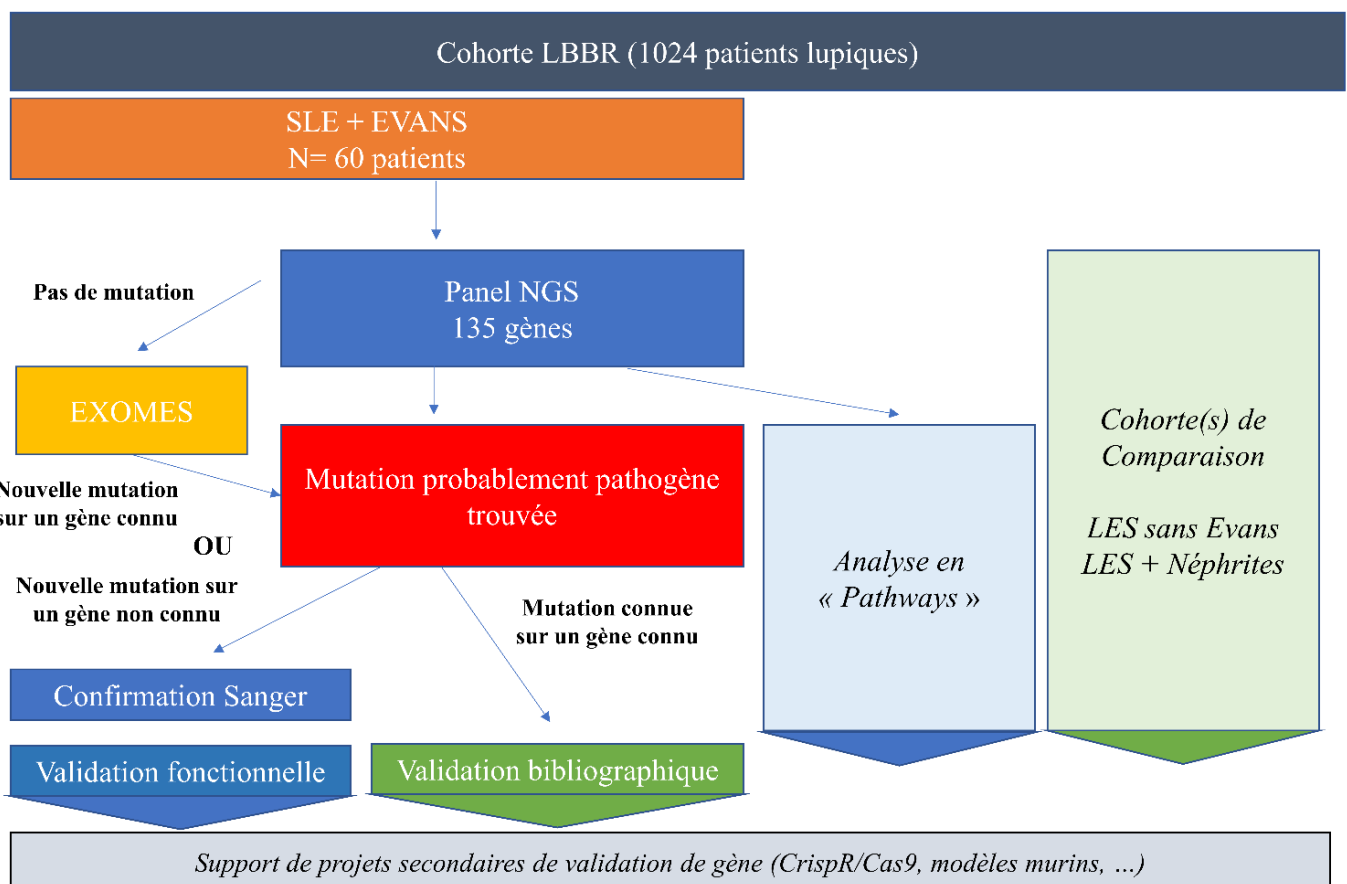 Cohorte LBBR (1024 patients lupiques)
SLE + EVANS
N= 60 patients
Pas de mutation
Panel NGS
135 gènes
EXOMES
Nouvelle mutation
sur un gène connu
OU
Nouvelle mutation sur
un gène non connu
Mutation probablement pathogène
trouvée
Mutation connue
sur un gène connu
Analyse en
« Pathways »
Cohorte(s) de
Comparaison
LES sans Evans
LES + Néphrites
Confirmation Sanger
Validation fonctionnelle
Validation bibliographique
Support de projets secondaires de validation de gène (CrispR/Cas9, modèles murins, …)